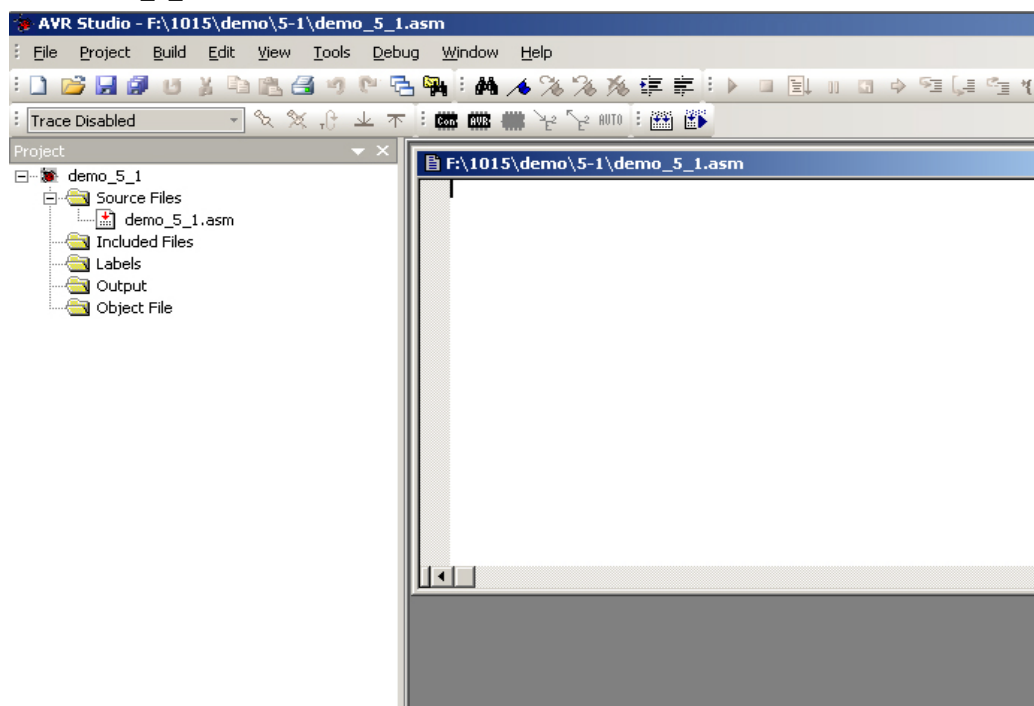 AVR Studio - F:\1015\demo\5-1\demo_5_1.asm
File Project Build Edit View Tools Debug Window Help
Trace Disabled
Con AVR AUTO
Project
F:\1015\demo\5-1\demo_5_1.asm
demo_5_1
Source Files
demo_5_1.asm
Included Files
Labels
Output
Object File